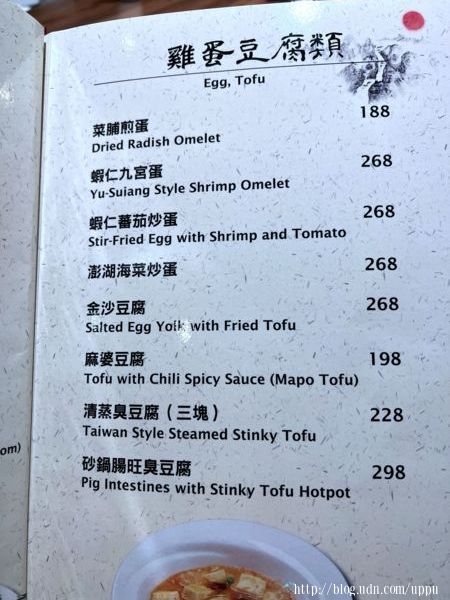 雞蛋豆腐類
Egg, Tofu
菜脯煎蛋 188
Dried Radish Omelet
蝦仁九宮蛋 268
Yu-Suiang Style Shrimp Omelet
蝦仁蕃茄炒蛋 268
Stir-Fried Egg with Shrimp and Tomato
澎湖海菜炒蛋 268
金沙豆腐 268
Salted Egg Yolk with Fried Tofu
麻婆豆腐 198
Tofu with Chili Spicy Sauce (Mapo Tofu)
清蒸臭豆腐（三塊） 228
Taiwan Style Steamed Stinky Tofu
砂鍋腸旺臭豆腐 298
Pig Intestines with Stinky Tofu Hotpot
om)
http://blog.udn.com/uppu